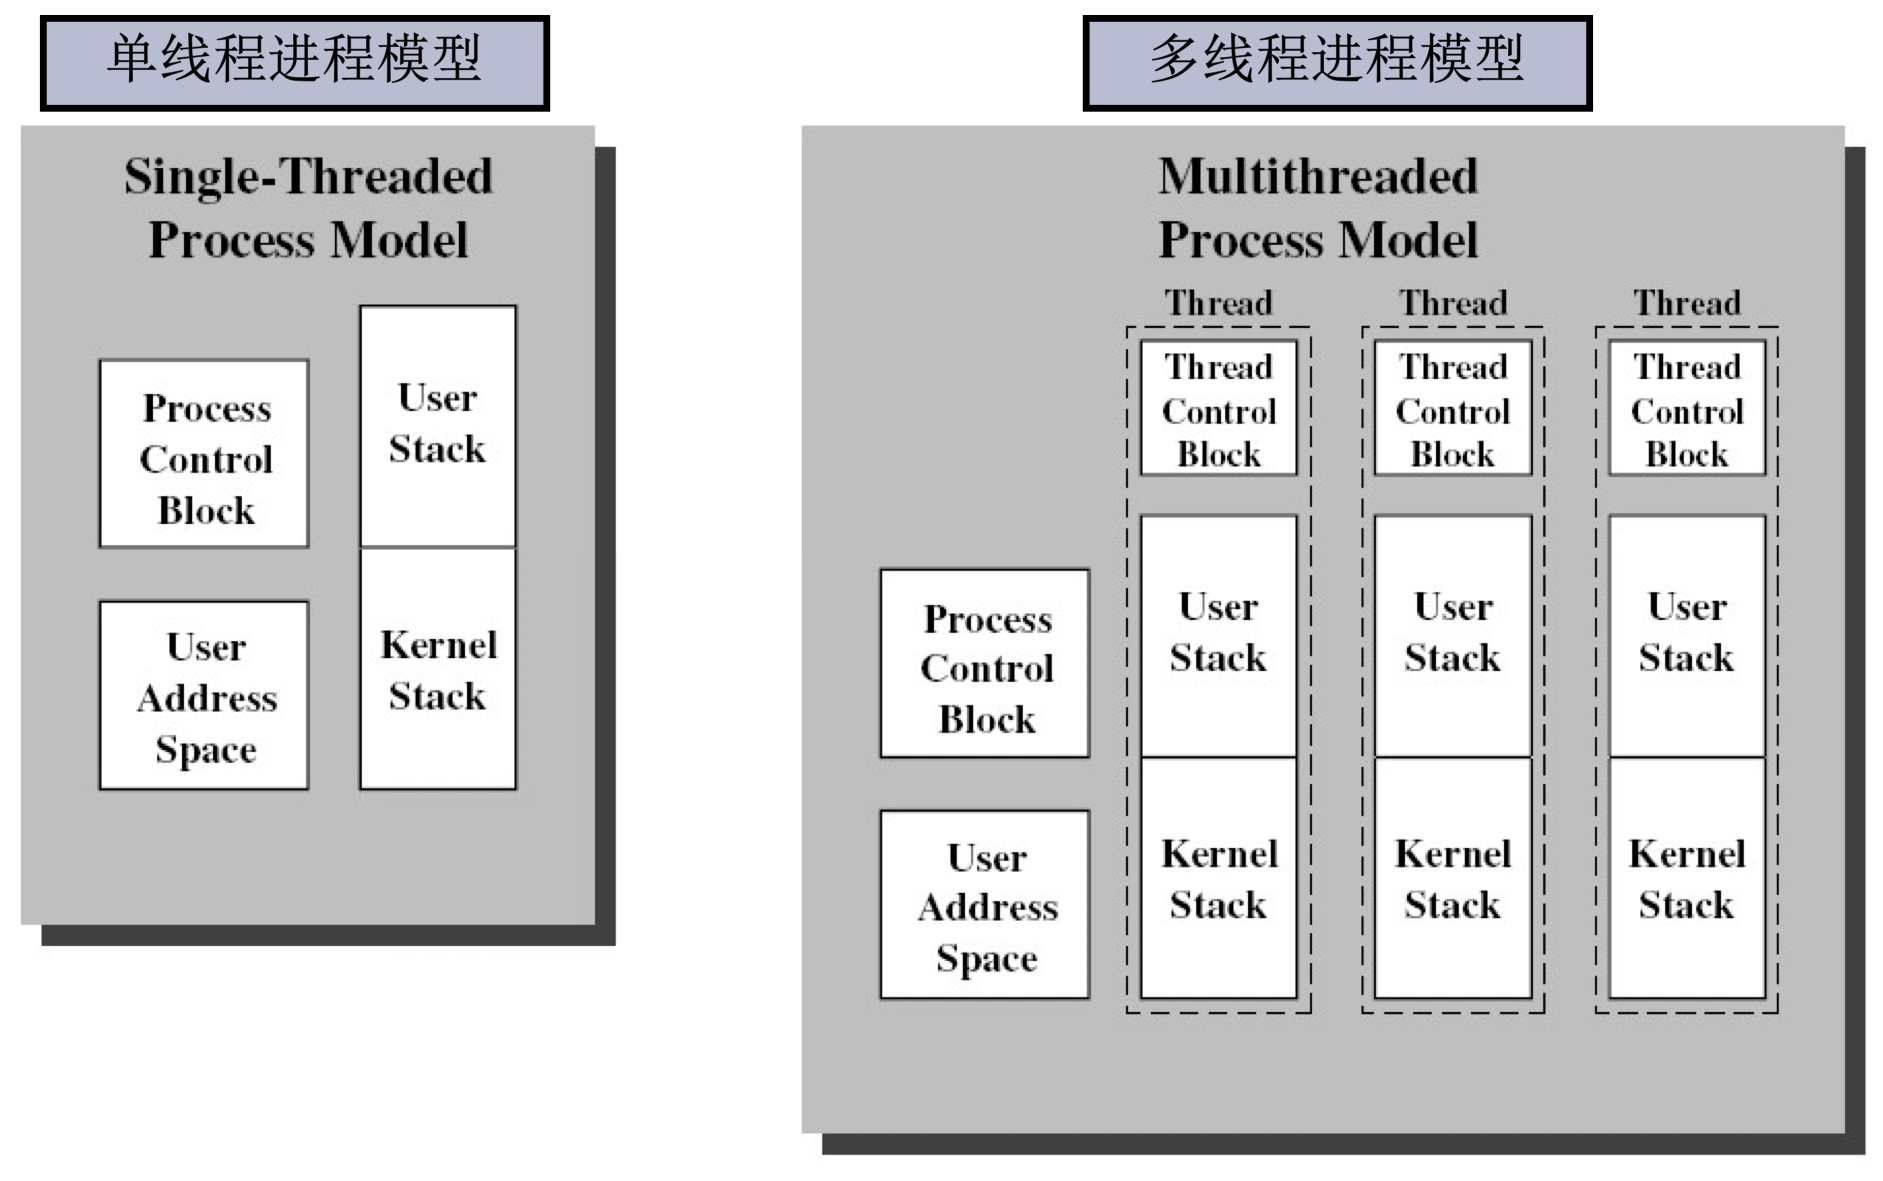 单线程进程模型
Single-Threaded
Process Model
Process
Control
Block
User
Stack
User
Address
Space
Kernel
Stack
多线程进程模型
Multithreaded
Process Model
Process
Control
Block
User
Address
Space
Thread
Thread
Control
Block
User
Stack
Kernel
Stack
Thread
Thread
Control
Block
User
Stack
Kernel
Stack
Thread
Thread
Control
Block
User
Stack
Kernel
Stack